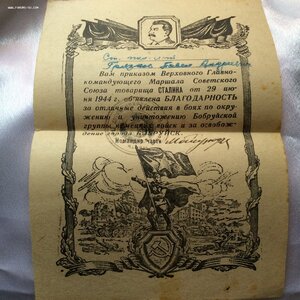 Вам приказом Верховного Главно-
командующего Маршала Советского
Союза товарища СТАЛИНА от 29 ию-
ня 1944 г. объявлена БЛАГОДАРНОСТЬ
за отличные действия в боях по окру-
жению и уничтожению Бобруйской
группы немецких войск и за освобож-
дение города БОБРУЙСК.
Командир части